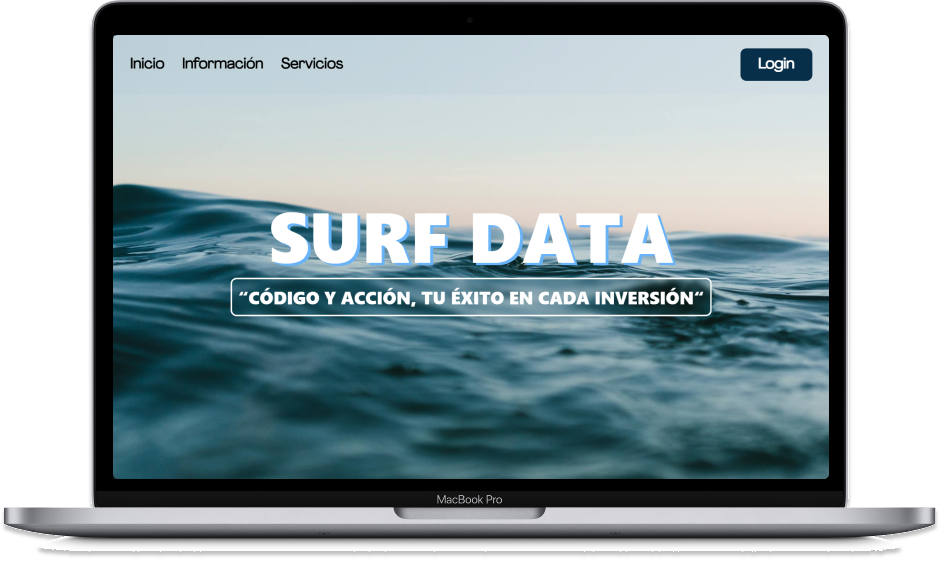 Inicio Información Servicios Login
SURF DATA
“CÓDIGO Y ACCIÓN, TU ÉXITO EN CADA INVERSIÓN“
MacBook Pro